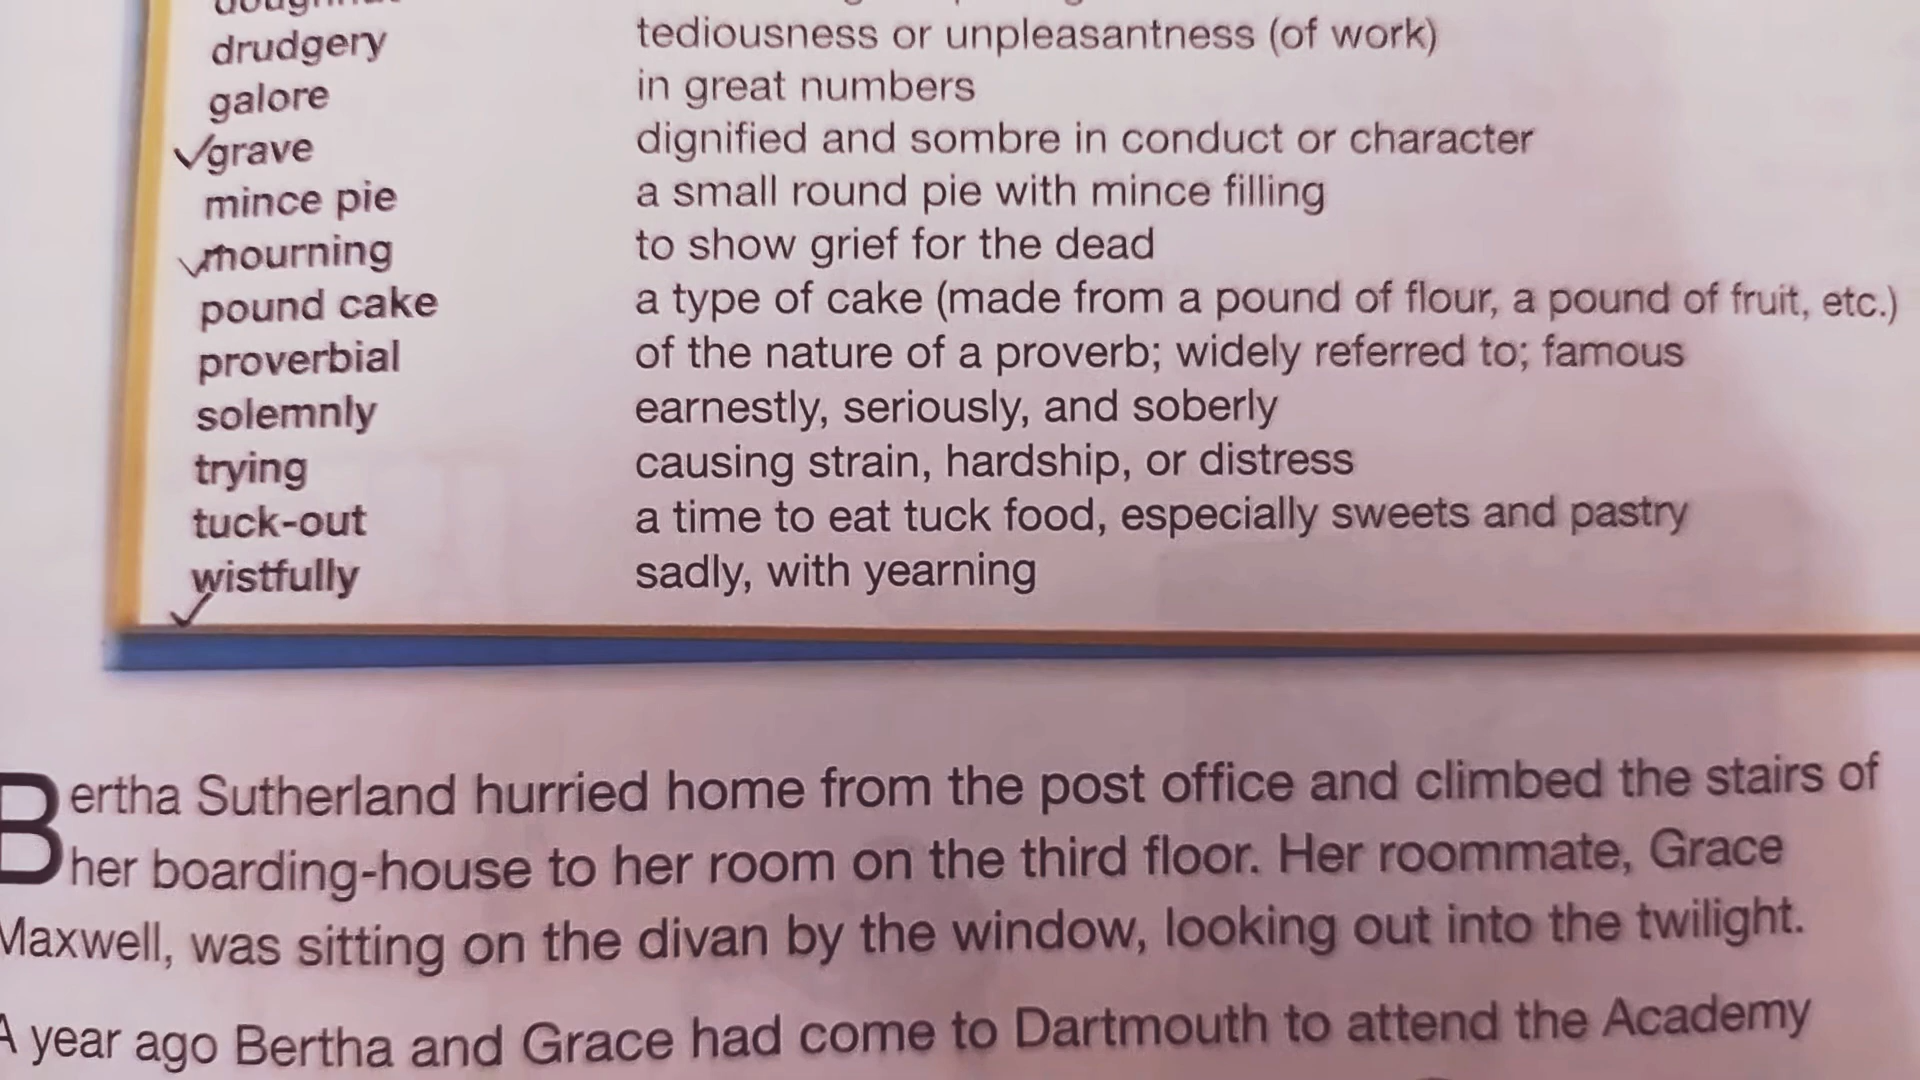 drudgery tediousness or unpleasantness (of work)
galore in great numbers
grave dignified and sombre in conduct or character
mince pie a small round pie with mince filling
mourning to show grief for the dead
pound cake a type of cake (made from a pound of flour, a pound of fruit, etc.)
proverbial of the nature of a proverb; widely referred to; famous
solemnly earnestly, seriously, and soberly
trying causing strain, hardship, or distress
tuck-out a time to eat tuck food, especially sweets and pastry
wistfully sadly, with yearning
Bertha Sutherland hurried home from the post office and climbed the stairs of
her boarding-house to her room on the third floor. Her roommate, Grace
Maxwell, was sitting on the divan by the window, looking out into the twilight.
A year ago Bertha and Grace had come to Dartmouth to attend the Academy